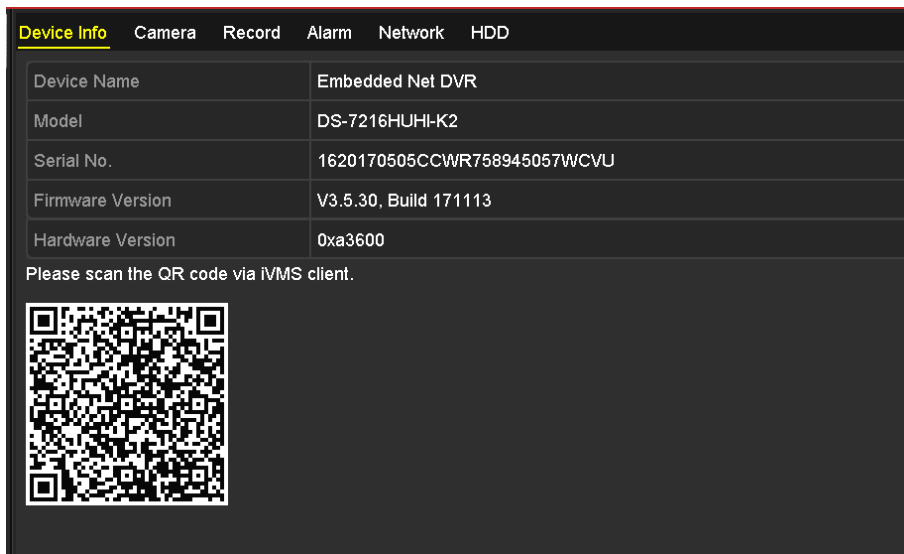 Device Info Camera Record Alarm Network HDD
Device Name Embedded Net DVR
Model DS-7216HUHI-K2
Serial No. 1620170505CCWR758945057WCVU
Firmware Version V3.5.30, Build 171113
Hardware Version 0xa3600
Please scan the QR code via iVMS client.